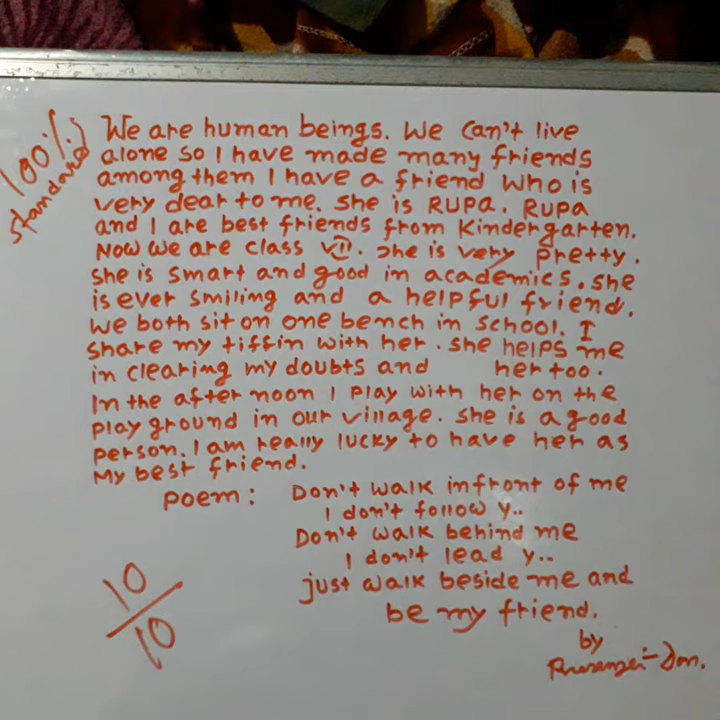 100%
standard
We are human beings. We can't live
alone so I have made many friends
among them I have a friend who is
very dear to me. She is RUPA. RUPA
and I are best friends from Kindergarten.
Now we are class VII. She is very pretty.
She is smart and good in academics. she
is ever smiling and a helpful friend.
We both sit on one bench in school. I
share my tiffin with her. she helps me
in clearing my doubts and her too.
In the after noon I play with her on the
play ground in our village. She is a good
person. I am really lucky to have her as
My best friend.
Poem: Don't walk infront of me
I don't follow y..
Don't walk behind me
I don't lead y..
just walk beside me and
be my friend.
10/10
by